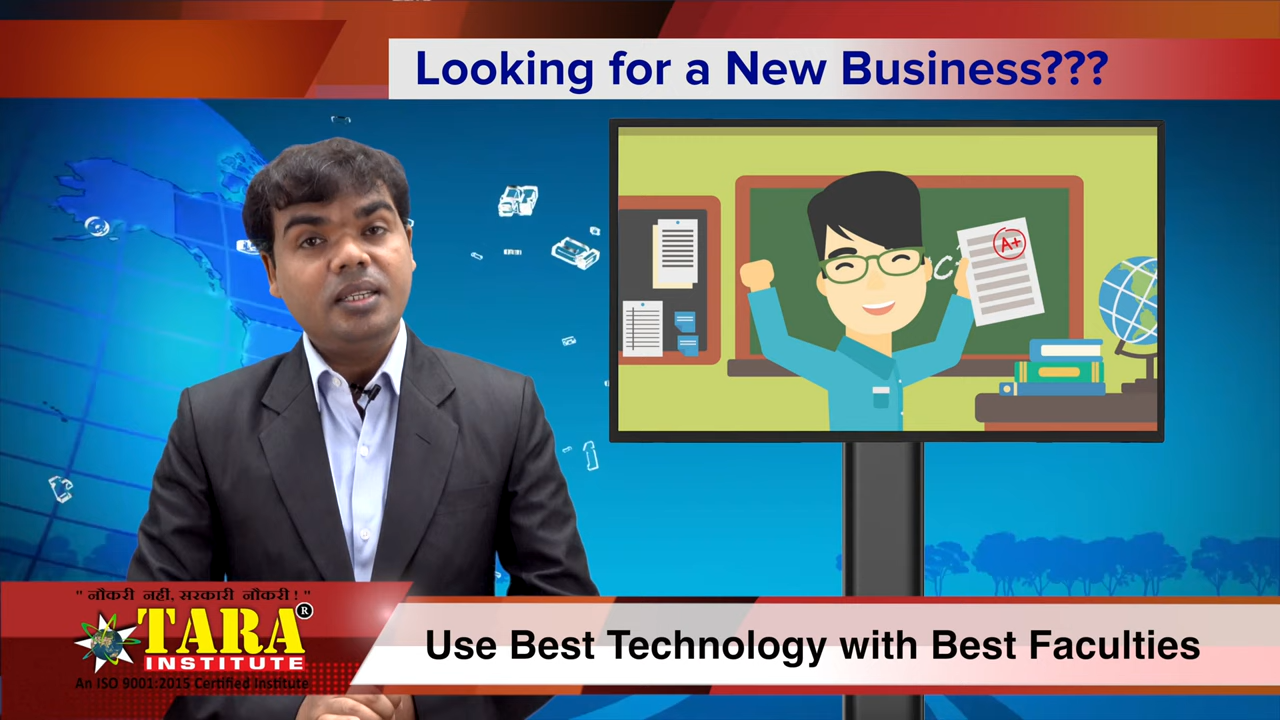 Looking for a New Business???
A+
" नौकरी नहीं, सरकारी नौकरी ! "
TARA®
INSTITUTE
An ISO 9001:2015 Certified Institute
Use Best Technology with Best Faculties